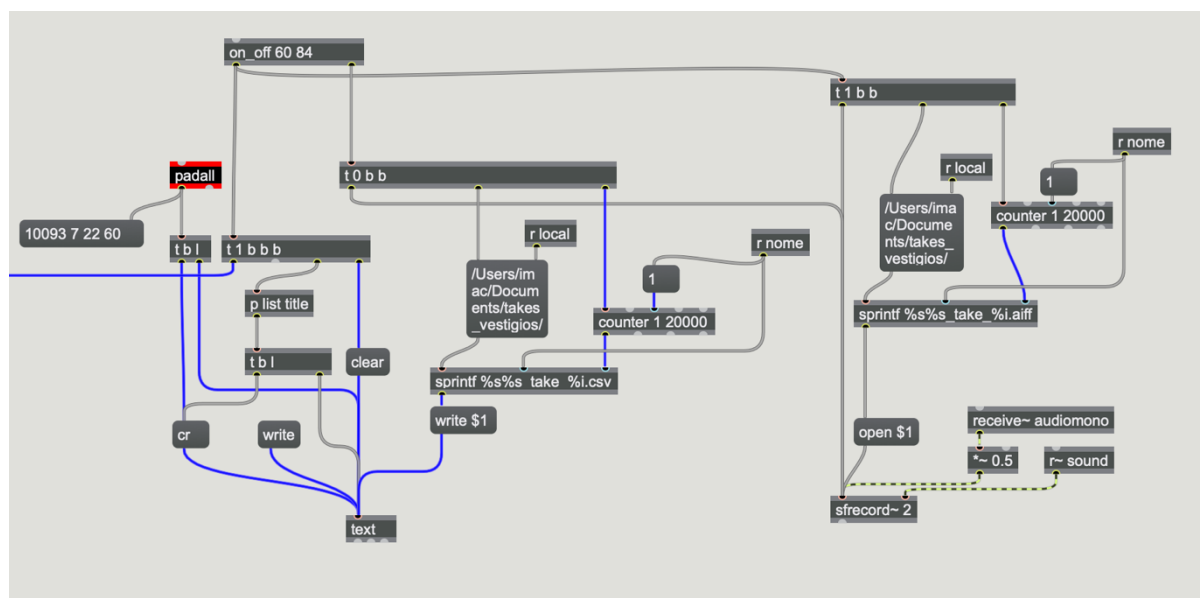 on_off 60 84
t 1 b b
r nome
padall
t 0 b b
r local
1
10093 7 22 60
t b l
t 1 b b b
r local
r nome
/Users/ima
c/Docume
nts/takes_
vestigios/
counter 1 20000
/Users/im
ac/Docum
ents/takes
_vestigios/
1
p list title
sprintf %s%s_take_%i.aiff
counter 1 20000
t b l
clear
sprintf %s%s_take_%i.csv
cr
write
write $1
open $1
receive~ audiomono
*~ 0.5
r~ sound
sfrecord~ 2
text